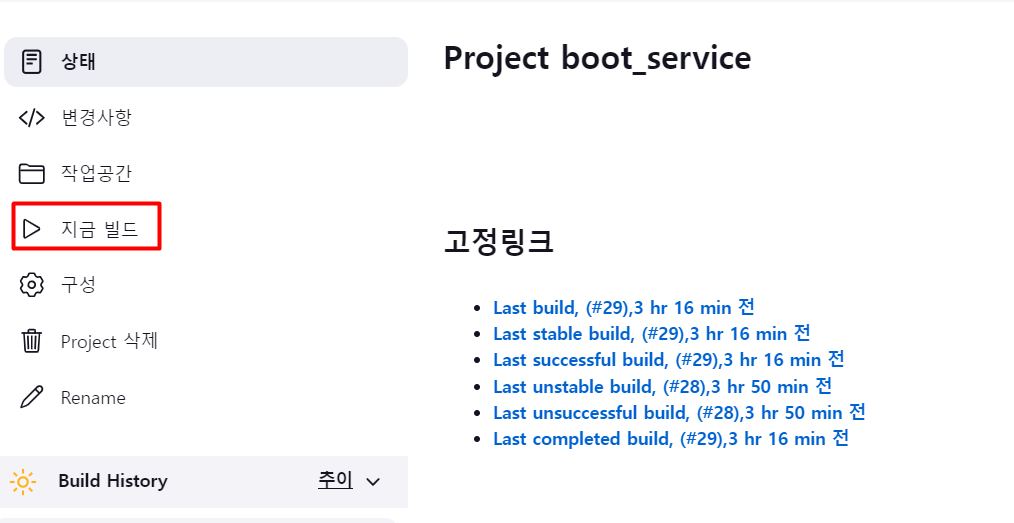 상태
변경사항
작업공간
지금 빌드
구성
Project 삭제
Rename
Build History 추이
Project boot_service
고정링크
Last build, (#29),3 hr 16 min 전
Last stable build, (#29),3 hr 16 min 전
Last successful build, (#29),3 hr 16 min 전
Last unstable build, (#28),3 hr 50 min 전
Last unsuccessful build, (#28),3 hr 50 min 전
Last completed build, (#29),3 hr 16 min 전